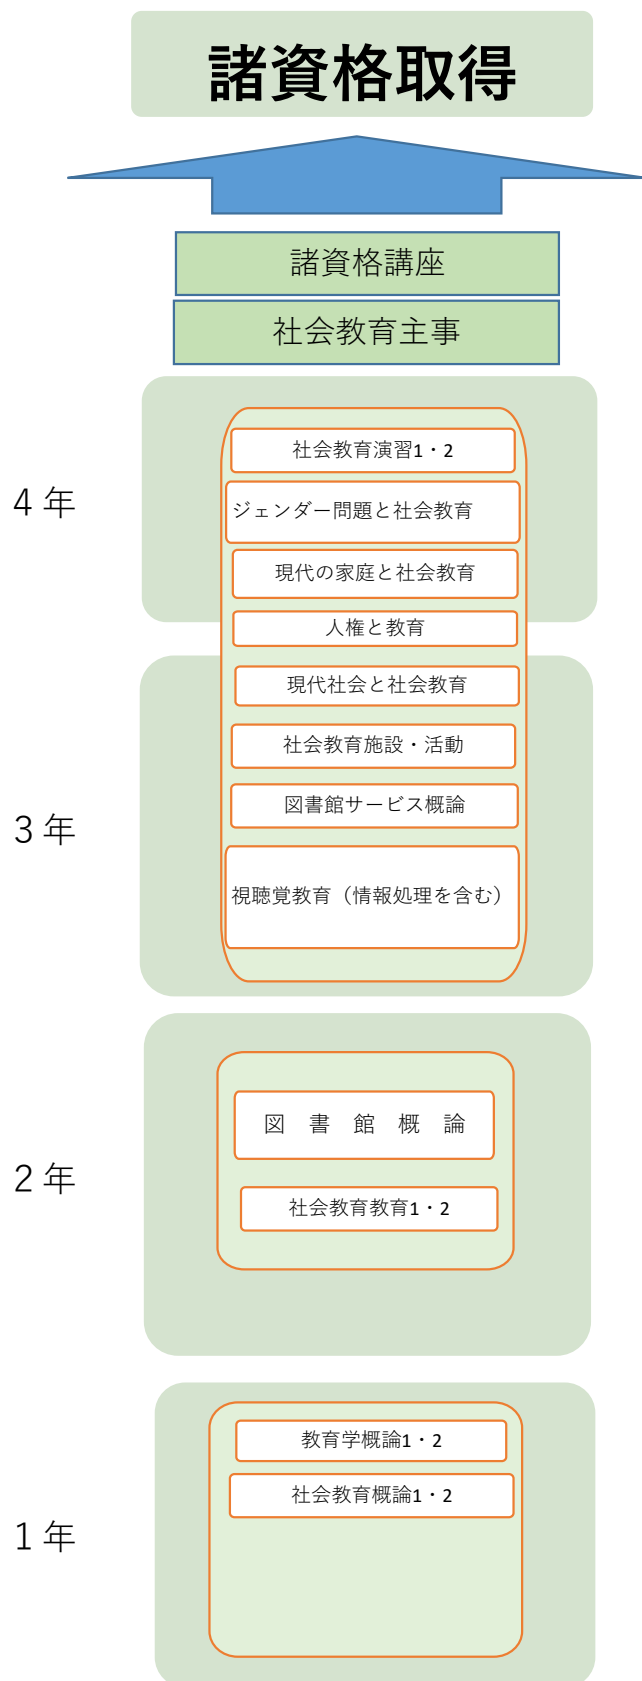 諸資格取得
諸資格講座
社会教育主事
4年
社会教育演習1・2
ジェンダー問題と社会教育
現代の家庭と社会教育
人権と教育
現代社会と社会教育
社会教育施設・活動
3年
図書館サービス概論
視聴覚教育（情報処理を含む）
2年
図　書　館　概　論
社会教育教育1・2
1年
教育学概論1・2
社会教育概論1・2